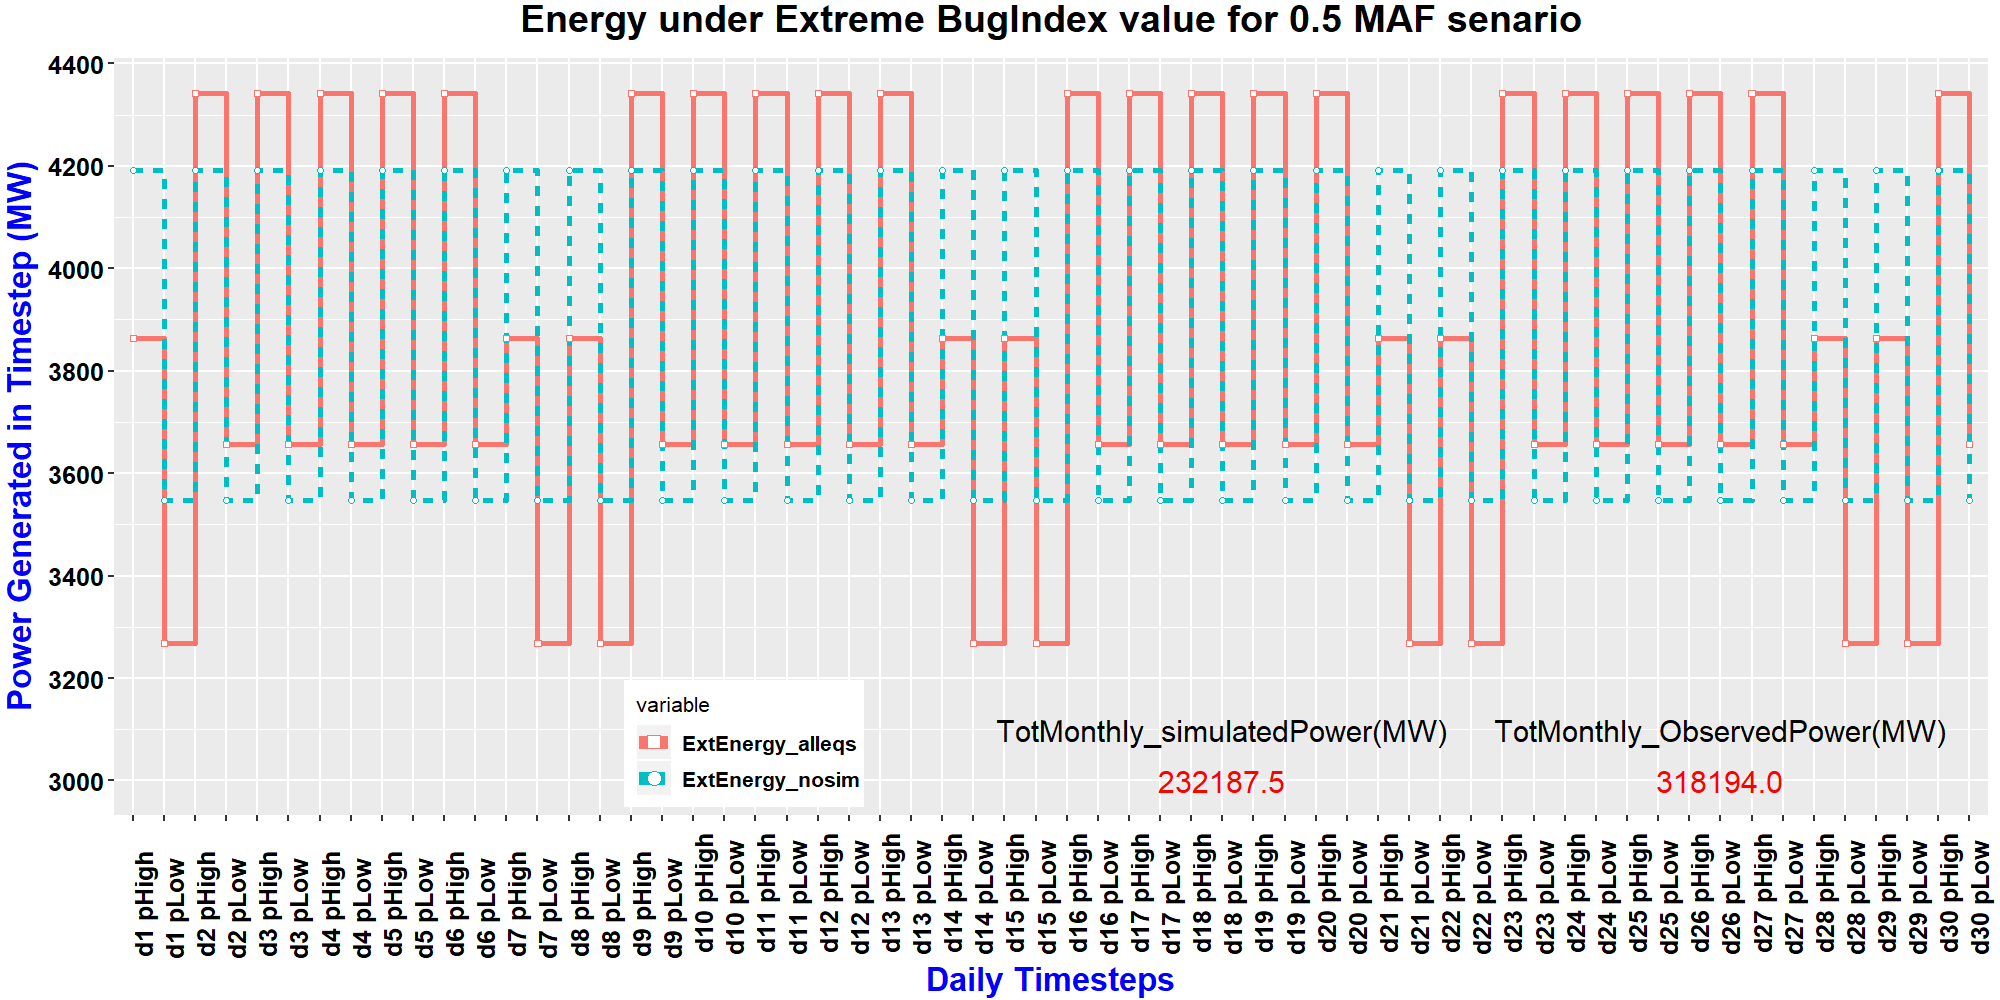 Energy under Extreme BugIndex value for 0.5 MAF senario
Power Generated in Timestep (MW)
4400
4200
4000
3800
3600
3400
3200
3000
variable
ExtEnergy_alleqs
ExtEnergy_nosim
TotMonthly_simulatedPower(MW)
232187.5
TotMonthly_ObservedPower(MW)
318194.0
d1 pHigh
d1 pLow
d2 pHigh
d2 pLow
d3 pHigh
d3 pLow
d4 pHigh
d4 pLow
d5 pHigh
d5 pLow
d6 pHigh
d6 pLow
d7 pHigh
d7 pLow
d8 pHigh
d8 pLow
d9 pHigh
d9 pLow
d10 pHigh
d10 pLow
d11 pHigh
d11 pLow
d12 pHigh
d12 pLow
d13 pHigh
d13 pLow
d14 pHigh
d14 pLow
d15 pHigh
d15 pLow
d16 pHigh
d16 pLow
d17 pHigh
d17 pLow
d18 pHigh
d18 pLow
d19 pHigh
d19 pLow
d20 pHigh
d20 pLow
d21 pHigh
d21 pLow
d22 pHigh
d22 pLow
d23 pHigh
d23 pLow
d24 pHigh
d24 pLow
d25 pHigh
d25 pLow
d26 pHigh
d26 pLow
d27 pHigh
d27 pLow
d28 pHigh
d28 pLow
d29 pHigh
d29 pLow
d30 pHigh
d30 pLow
Daily Timesteps